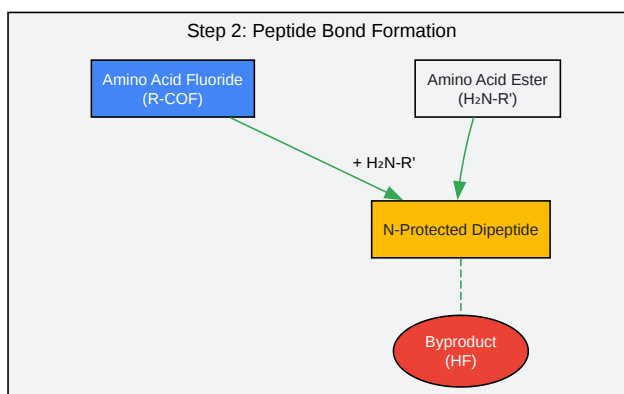 Step 2: Peptide Bond Formation
Amino Acid Fluoride
(R-COF)
Amino Acid Ester
(H₂N-R')
+ H₂N-R'
N-Protected Dipeptide
Byproduct
(HF)